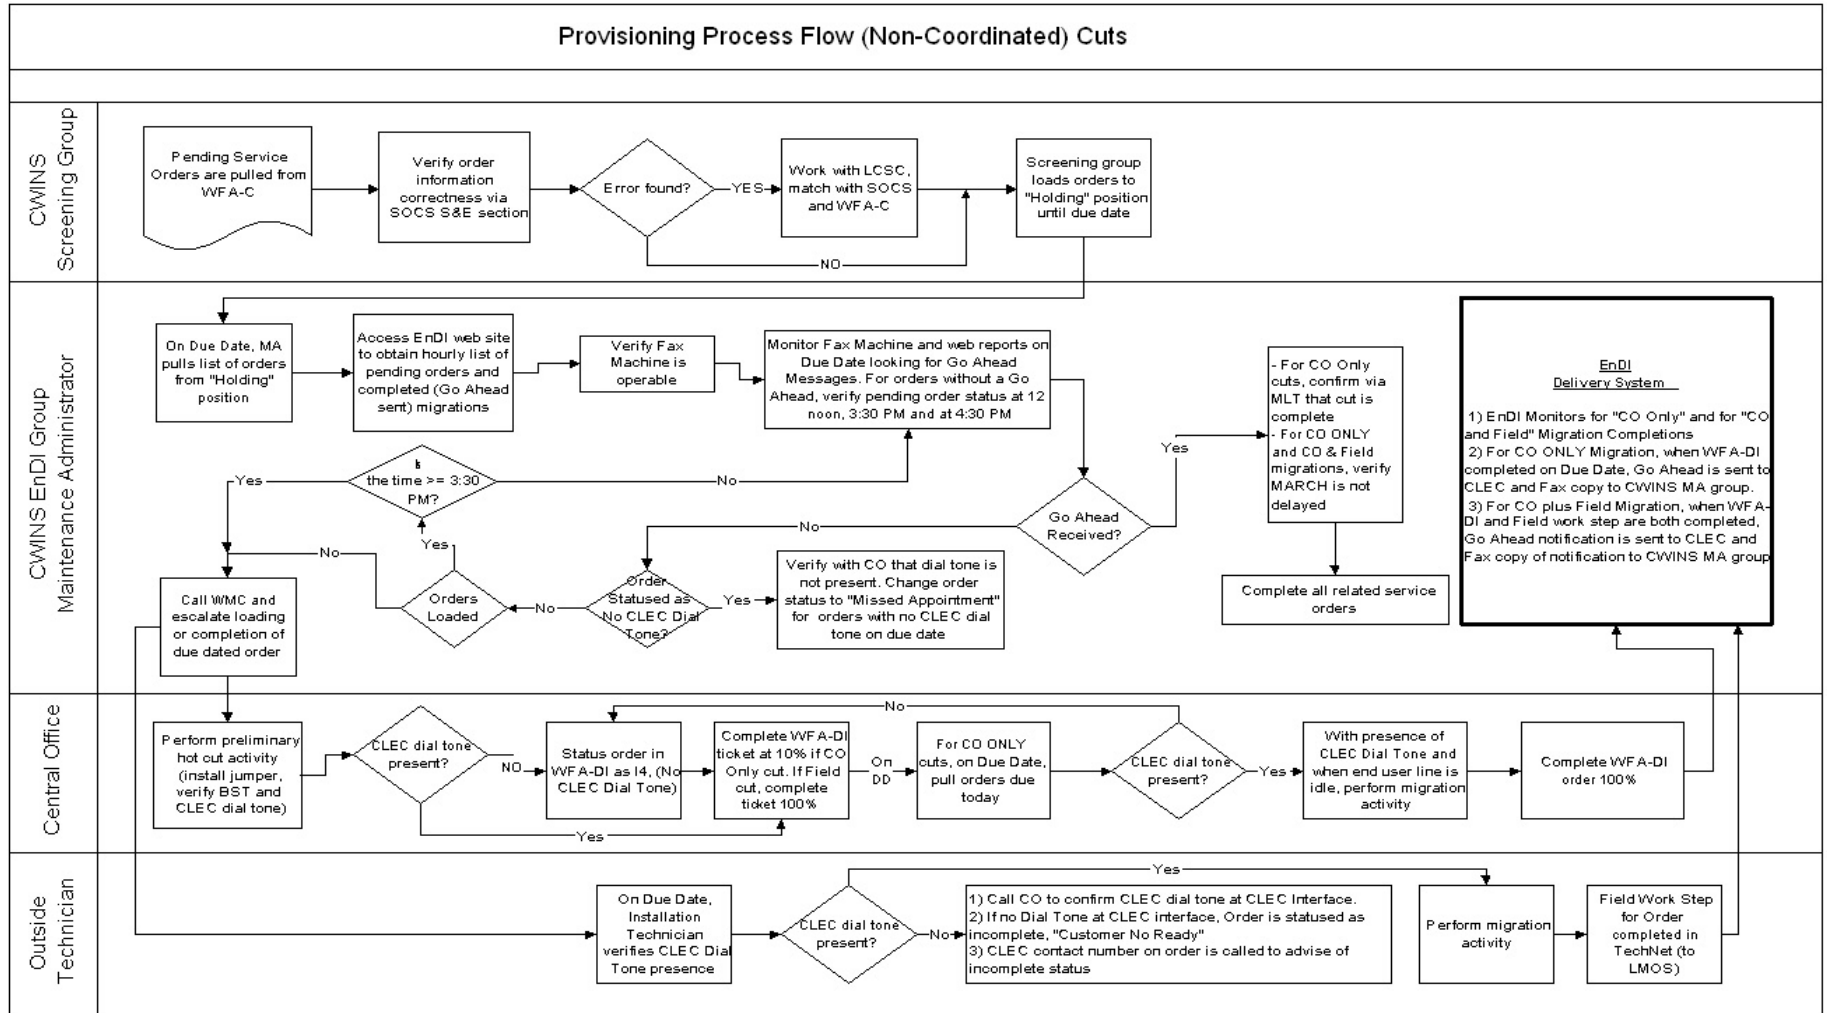 Provisioning Process Flow (Non-Coordinated) Cuts
CWINS
Screening Group
Pending Service
Orders are pulled from
WFA-C
Verify order
information
correctness via
SOCS S&E section
Error found?
YES
Work with LCSC,
match with SOCS
and WFA-C
Screening group
loads orders to
"Holding" position
until due date
NO
CWINS EnDI Group
Maintenance Administrator
On Due Date, MA
pulls list of orders
from "Holding"
position
Access EnDI web site
to obtain hourly list of
pending orders and
completed (Go Ahead
sent) migrations
Verify Fax
Machine is
operable
Monitor Fax Machine and web reports on
Due Date looking for Go Ahead
Messages. For orders without a Go
Ahead, verify pending order status at 12
noon, 3:30 PM and at 4:30 PM
- For CO Only
cuts, confirm via
MLT that cut is
complete
- For CO ONLY
and CO & Field
migrations, verify
MARCH is not
delayed
EnDI
Delivery System
1) EnDI Monitors for "CO Only" and for "CO
and Field" Migration Completions
2) For CO ONLY Migration, when WFA-DI
completed on Due Date, Go Ahead is sent to
CLEC and Fax copy to CWINS MA group.
3) For CO plus Field Migration, when WFA-
DI and Field work step are both completed,
Go Ahead notification is sent to CLEC and
Fax copy of notification to CWINS MA group
Yes
Is
the time >= 3:30
PM?
No
Yes
Go Ahead
Received?
No
No
Yes
Call WMC and
escalate loading
or completion of
due dated order
Orders
Loaded
No
Order
Statused as
No CLEC Dial
Tone?
Yes
Verify with CO that dial tone is
not present. Change order
status to "Missed Appointment"
for orders with no CLEC dial
tone on due date
Complete all related service
orders
Central Office
No
Perform preliminary
hot cut activity
(install jumper,
verify BST and
CLEC dial tone)
CLEC dial tone
present?
NO
Status order in
WFA-DI as I4, (No
CLEC Dial Tone)
Complete WFA-DI
ticket at 10% if CO
Only cut. If Field
cut, complete
ticket 100%
On
DD
For CO ONLY
cuts, on Due Date,
pull orders due
today
CLEC dial tone
present?
Yes
With presence of
CLEC Dial Tone and
when end user line is
idle, perform migration
activity
Complete WFA-DI
order 100%
Yes
Outside
Technician
Yes
On Due Date,
Installation
Technician
verifies CLEC Dial
Tone presence
CLEC dial tone
present?
No
1) Call CO to confirm CLEC dial tone at CLEC Interface.
2) If no Dial Tone at CLEC interface, Order is statused as
incomplete, "Customer No Ready"
3) CLEC contact number on order is called to advise of
incomplete status
Perform migration
activity
Field Work Step
for Order
completed in
TechNet (to
LMOS)